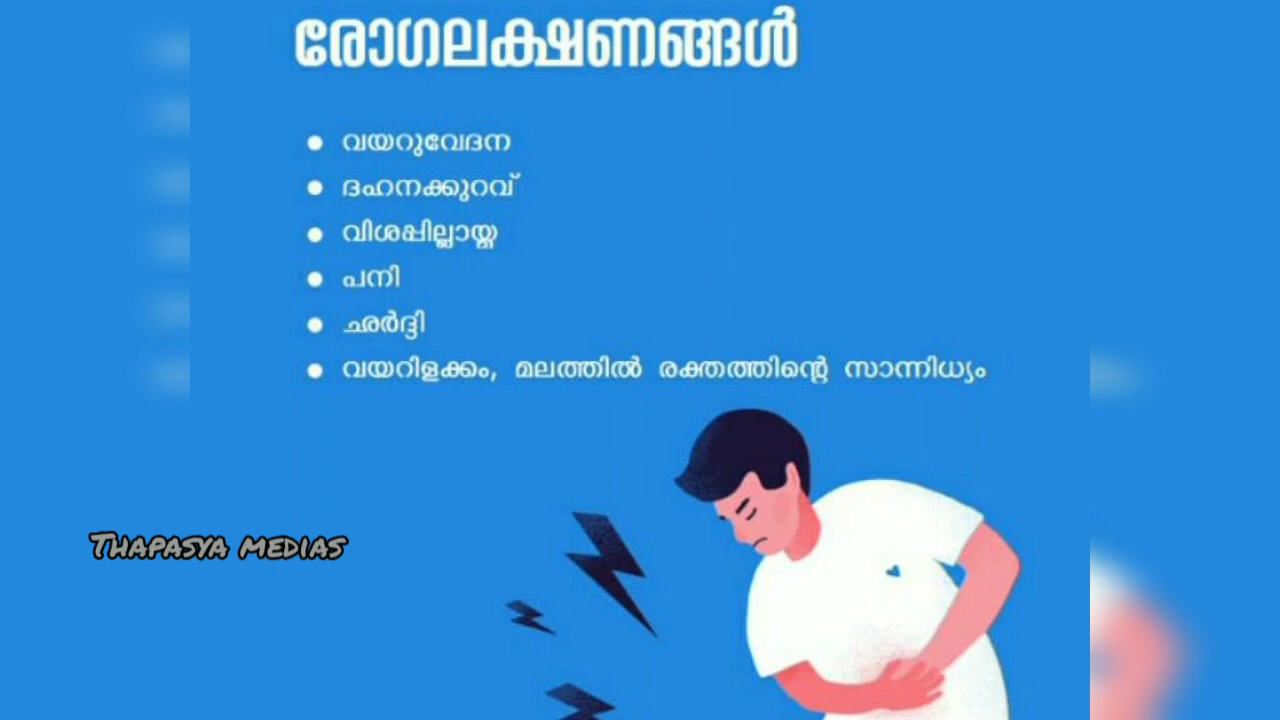 രോഗലക്ഷണങ്ങൾ
• വയറുവേദന
• ദഹനക്കുറവ്
• വിശപ്പില്ലായ്മ
• പനി
• ഛർദ്ദി
• വയറിളക്കം, മലത്തിൽ രക്തത്തിന്റെ സാന്നിധ്യം
THAPASYA MEDIAS